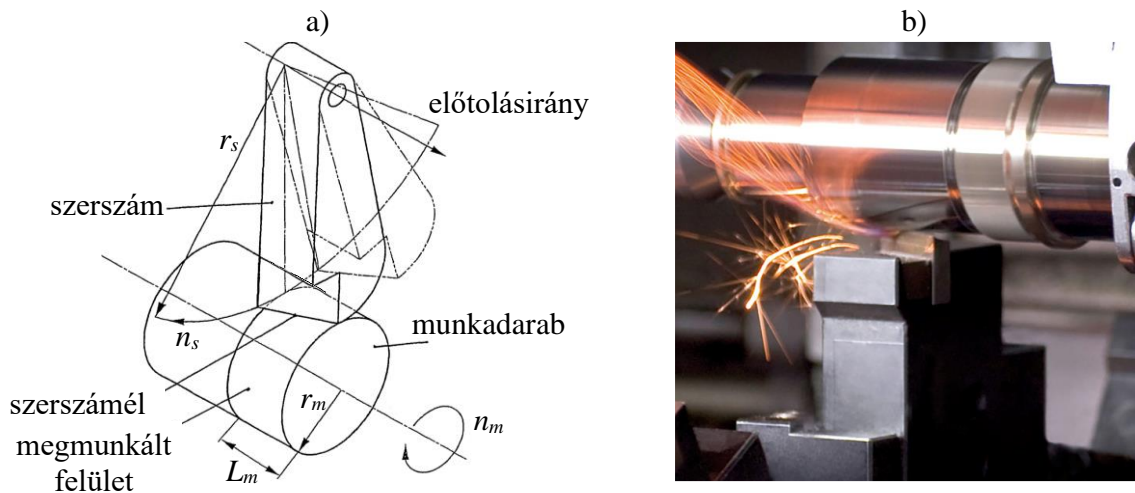 a)
b)
előtolásirány
r_s
szerszám
munkadarab
n_s
szerszámél
r_m
n_m
megmunkált
felület
L_m